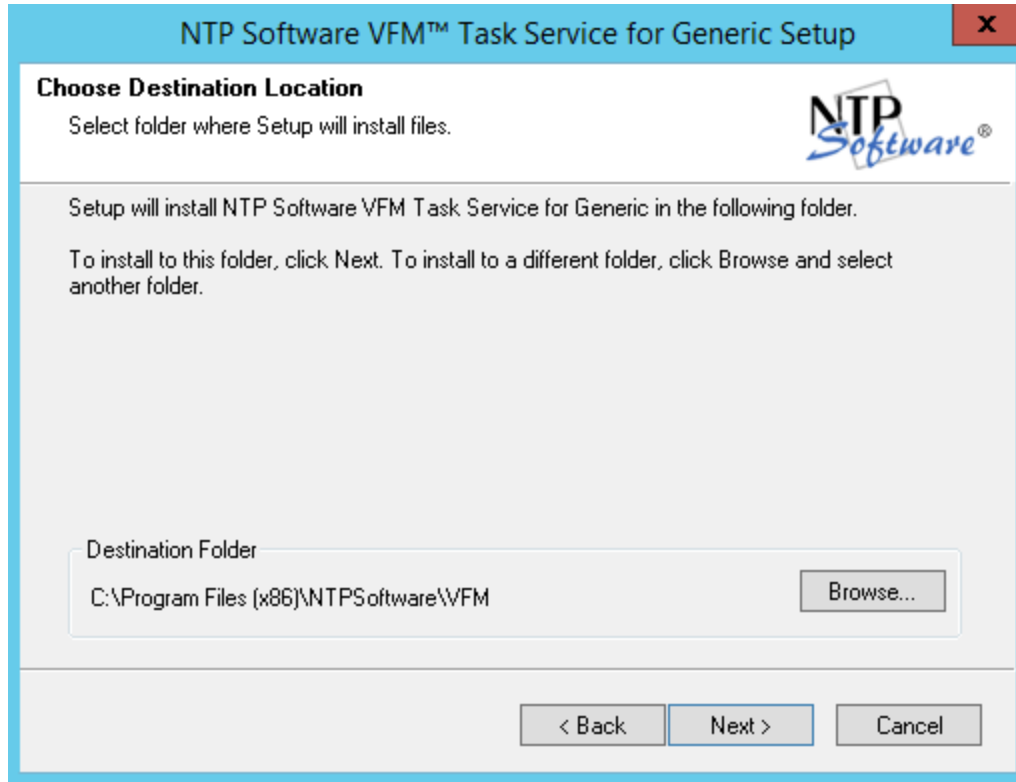 NTP Software VFM™ Task Service for Generic Setup
x
Choose Destination Location
Select folder where Setup will install files.
NTP
Software®
Setup will install NTP Software VFM Task Service for Generic in the following folder.
To install to this folder, click Next. To install to a different folder, click Browse and select
another folder.
Destination Folder
C:\Program Files (x86)\NTPSoftware\VFM
Browse...
< Back
Next >
Cancel